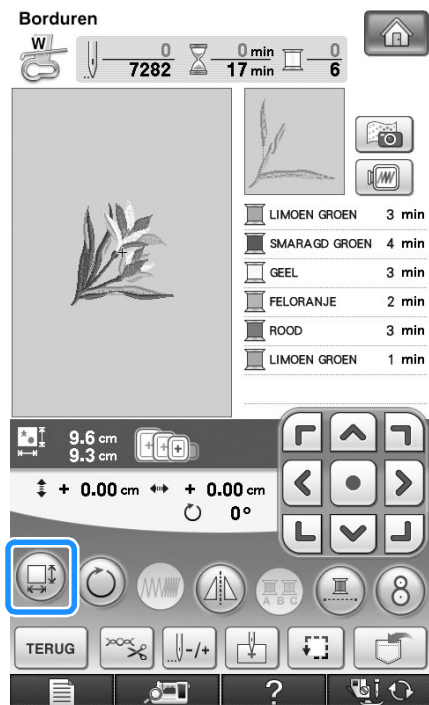 Borduren
W
0 0 min 0
7282 17 min 6
LIMOEN GROEN 3 min
SMARAGD GROEN 4 min
GEEL 3 min
FELORANJE 2 min
ROOD 3 min
LIMOEN GROEN 1 min
9.6 cm
9.3 cm
+ 0.00 cm + 0.00 cm
0°
A B C
8
TERUG -/+
?